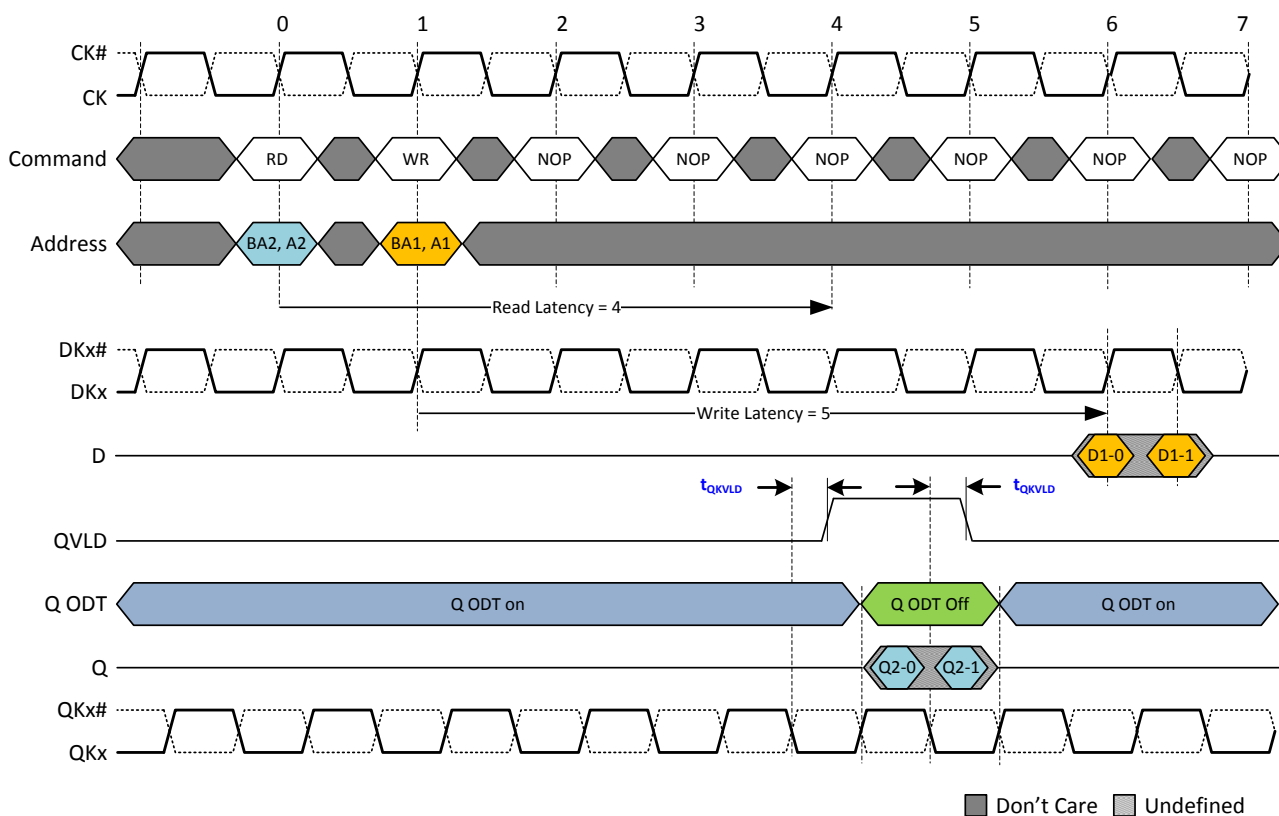 0 1 2 3 4 5 6 7
CK#
CK
Command RD WR NOP NOP NOP NOP NOP NOP
Address BA2, A2 BA1, A1
Read Latency = 4
DKx#
DKx
Write Latency = 5
D D1-0 D1-1
tQKVLD tQKVLD
QVLD
Q ODT Q ODT on Q ODT Off Q ODT on
Q Q2-0 Q2-1
QKx#
QKx
Don't Care Undefined